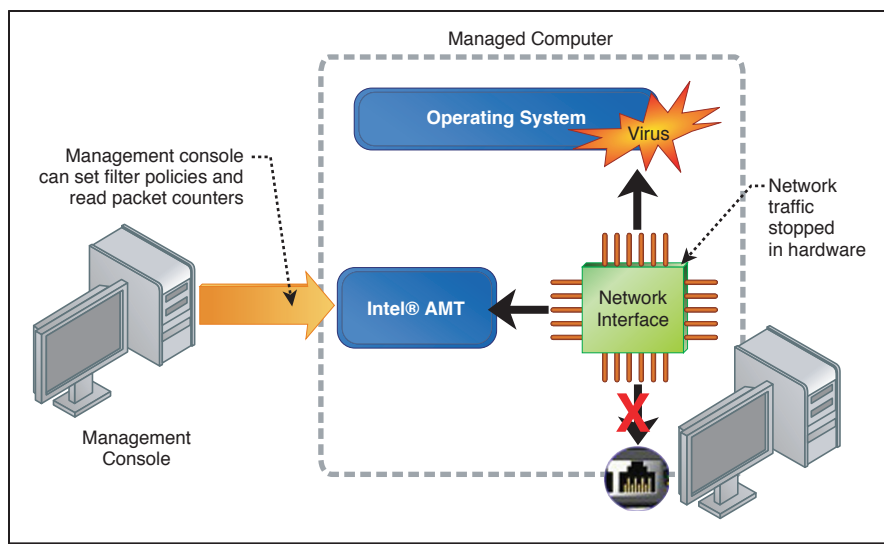 Managed Computer
Operating System
Virus
Management console
can set filter policies and
read packet counters
Network
traffic
stopped
in hardware
Intel® AMT
Network
Interface
X
Management
Console